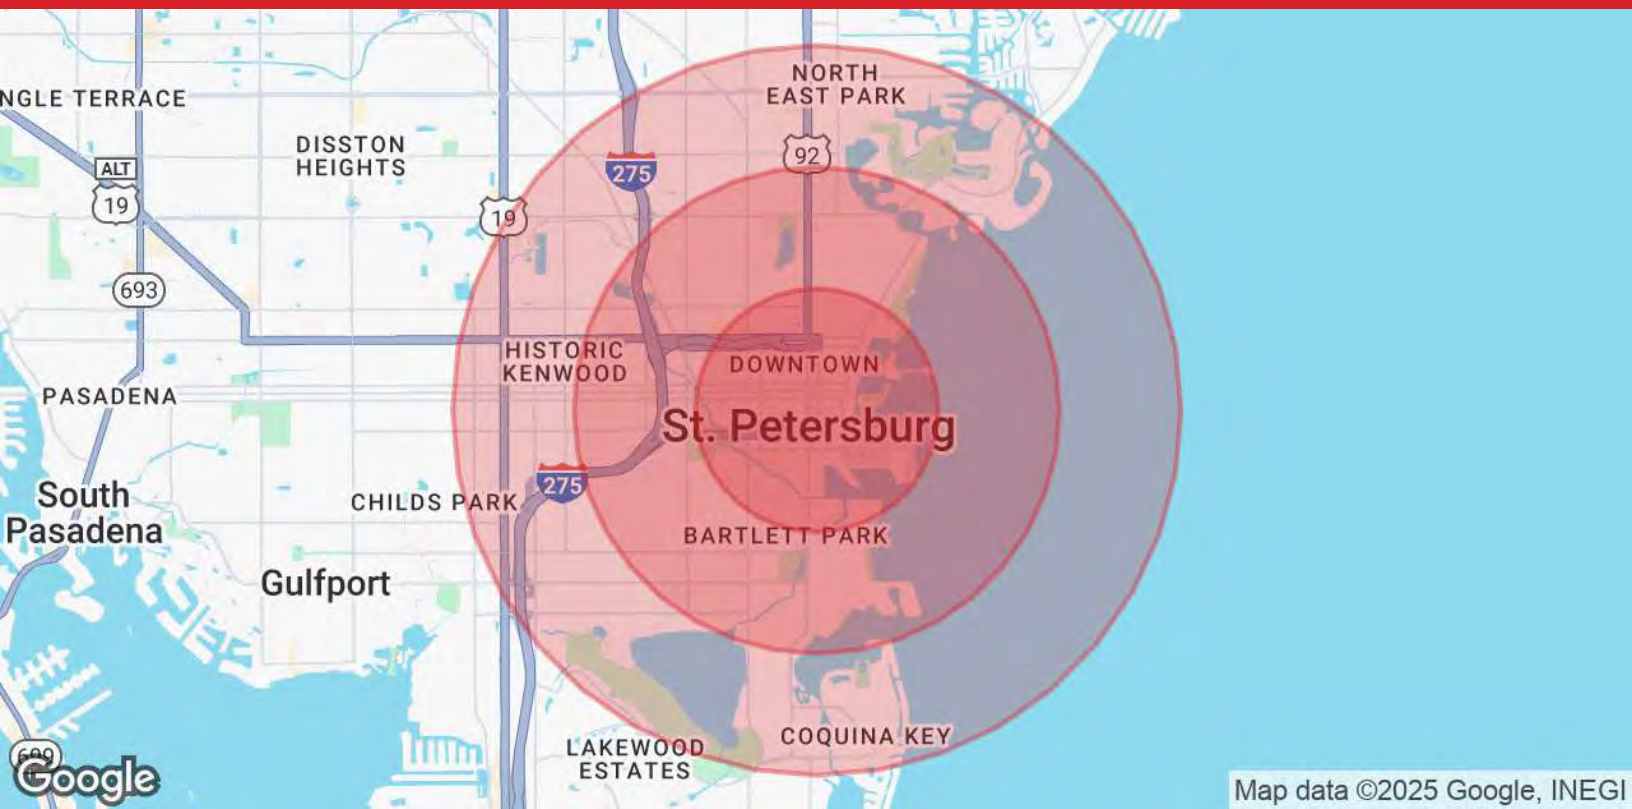 NORTH
EAST PARK
NGLE TERRACE
DISSTON
HEIGHTS
ALT
19
275
92
19
693
HISTORIC
KENWOOD
DOWNTOWN
PASADENA
St. Petersburg
275
CHILDS PARK
South
Pasadena
BARTLETT PARK
Gulfport
COQUINA KEY
LAKEWOOD
ESTATES
699
Google
Map data ©2025 Google, INEGI